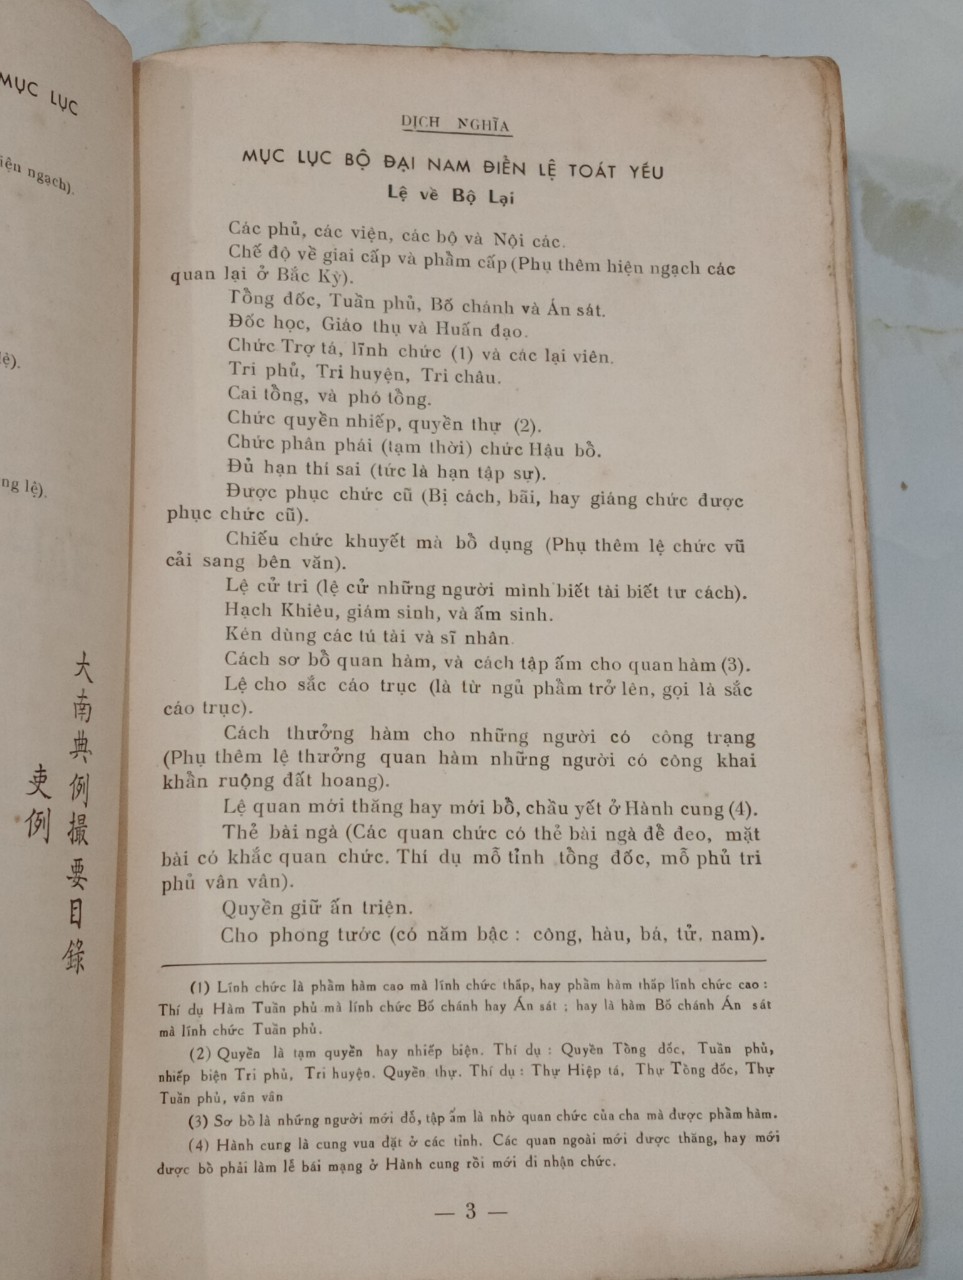 MỤC LỤC
iện ngạch).
lệ).
ng lệ).
大南典例撮要目錄
吏例
DỊCH NGHĨA
MỤC LỤC BỘ ĐẠI NAM ĐIỂN LỆ TOÁT YẾU
Lệ về Bộ Lại
Các phủ, các viện, các bộ và Nội các.
Chế độ về giai cấp và phẩm cấp (Phụ thêm hiện ngạch các
quan lại ở Bắc Kỳ).
Tổng đốc, Tuần phủ, Bố chánh và Án sát.
Đốc học, Giáo thụ và Huấn đạo.
Chức Trợ tá, lĩnh chức (1) và các lại viên.
Tri phủ, Tri huyện, Tri châu.
Cai tổng, và phó tổng.
Chức quyền nhiếp, quyền thự (2).
Chức phân phái (tạm thời) chức Hậu bổ.
Đủ hạn thí sai (tức là hạn tập sự).
Được phục chức cũ (Bị cách, bãi, hay giáng chức được
phục chức cũ).
Chiếu chức khuyết mà bổ dụng (Phụ thêm lệ chức vũ
cải sang bên văn).
Lệ cử tri (lệ cử những người mình biết tài biết tư cách).
Hạch Khiêu, giám sinh, và ấm sinh.
Kén dùng các tú tài và sĩ nhân.
Cách sơ bổ quan hàm, và cách tập ấm cho quan hàm (3).
Lệ cho sắc cáo trục (là từ ngũ phẩm trở lên, gọi là sắc
cáo trục).
Cách thưởng hàm cho những người có công trạng
(Phụ thêm lệ thưởng quan hàm những người có công khai
khẩn ruộng đất hoang).
Lệ quan mới thăng hay mới bổ, chầu yết ở Hành cung (4).
Thẻ bài ngà (Các quan chức có thẻ bài ngà để đeo, mặt
bài có khắc quan chức. Thí dụ mỗ tỉnh tổng đốc, mỗ phủ tri
phủ vân vân).
Quyền giữ ấn triện.
Cho phong tước (có năm bậc : công, hàu, bá, tử, nam).
(1) Lính chức là phẩm hàm cao mà lính chức thấp, hay phẩm hàm thấp lính chức cao :
Thí dụ Hàm Tuần phủ mà lính chức Bố chánh hay Án sát ; hay là hàm Bố chánh Án sát
mà lính chức Tuần phủ.
(2) Quyền là tạm quyền hay nhiếp biện. Thí dụ : Quyền Tổng đốc, Tuần phủ,
nhiếp biện Tri phủ, Tri huyện. Quyền thự. Thí dụ : Thự Hiệp tá, Thự Tổng đốc, Thự
Tuần phủ, vân vân
(3) Sơ bổ là những người mới đỗ, tập ấm là nhờ quan chức của cha mà được phẩm hàm.
(4) Hành cung là cung vua đặt ở các tỉnh. Các quan ngoài mới được thăng, hay mới
được bổ phải làm lễ bái mạng ở Hành cung rồi mới đi nhận chức.
— 3 —